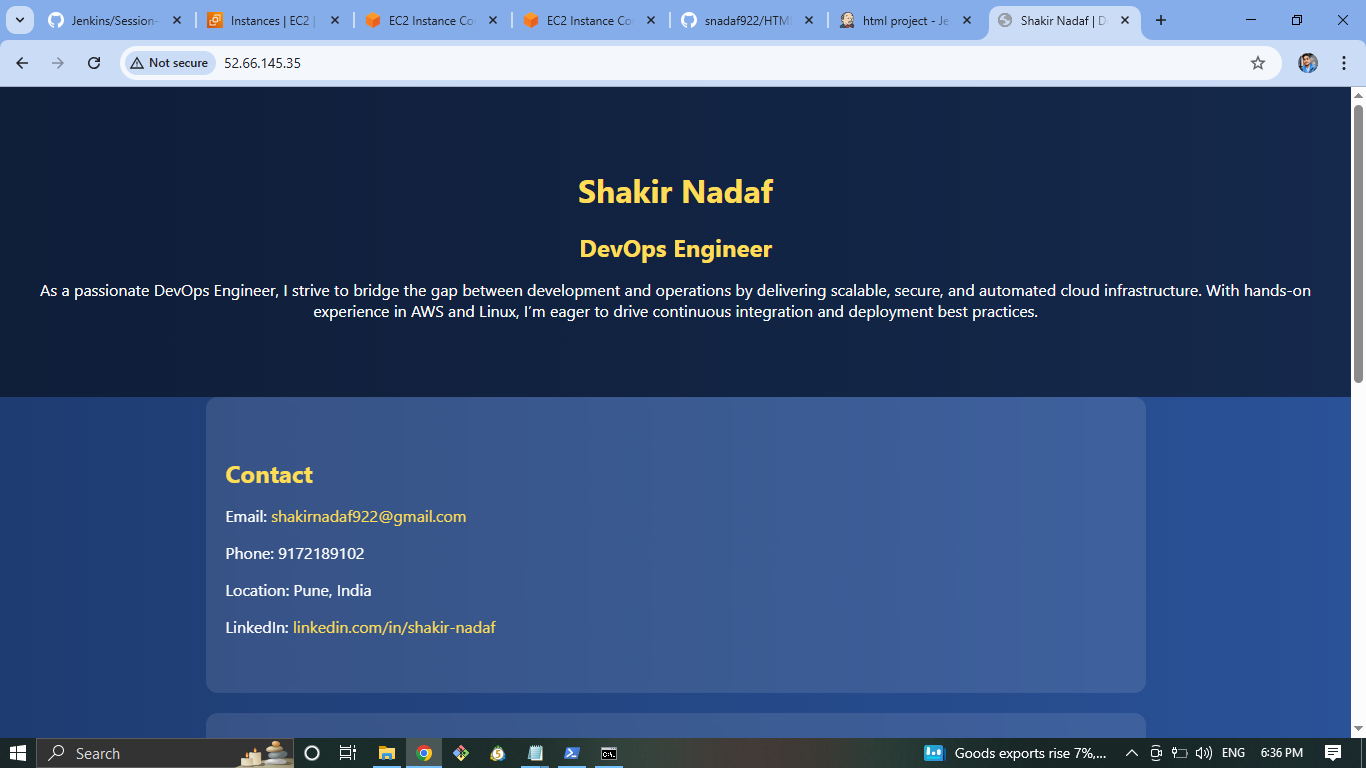 Jenkins/Session-
Instances | EC2 |
EC2 Instance Co
EC2 Instance Co
snadaf922/HTM
html project - Je
Shakir Nadaf | D
Not secure
52.66.145.35
Shakir Nadaf
DevOps Engineer
As a passionate DevOps Engineer, I strive to bridge the gap between development and operations by delivering scalable, secure, and automated cloud infrastructure. With hands-on
experience in AWS and Linux, I’m eager to drive continuous integration and deployment best practices.
Contact
Email: shakirnadaf922@gmail.com
Phone: 9172189102
Location: Pune, India
LinkedIn: linkedin.com/in/shakir-nadaf
Search
Goods exports rise 7%,...
ENG
6:36 PM